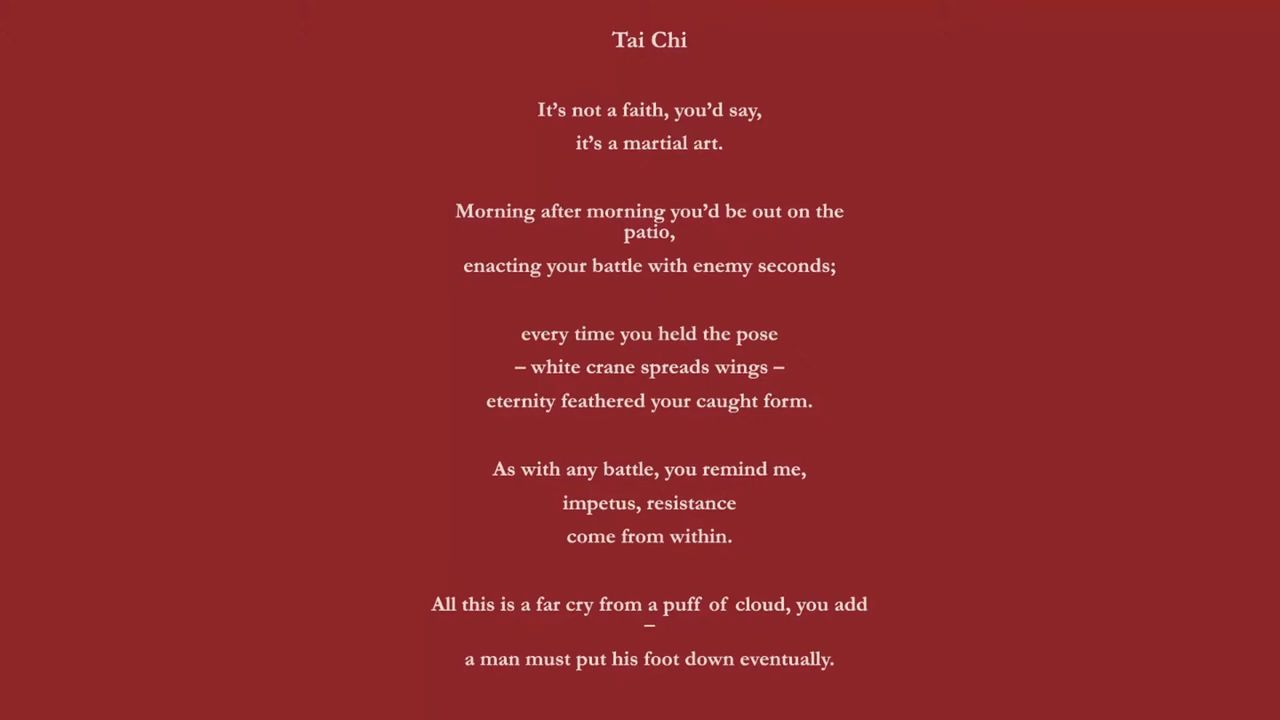 Tai Chi
It’s not a faith, you’d say,
it’s a martial art.
Morning after morning you’d be out on the
patio,
enacting your battle with enemy seconds;
every time you held the pose
– white crane spreads wings –
eternity feathered your caught form.
As with any battle, you remind me,
impetus, resistance
come from within.
All this is a far cry from a puff of cloud, you add
–
a man must put his foot down eventually.